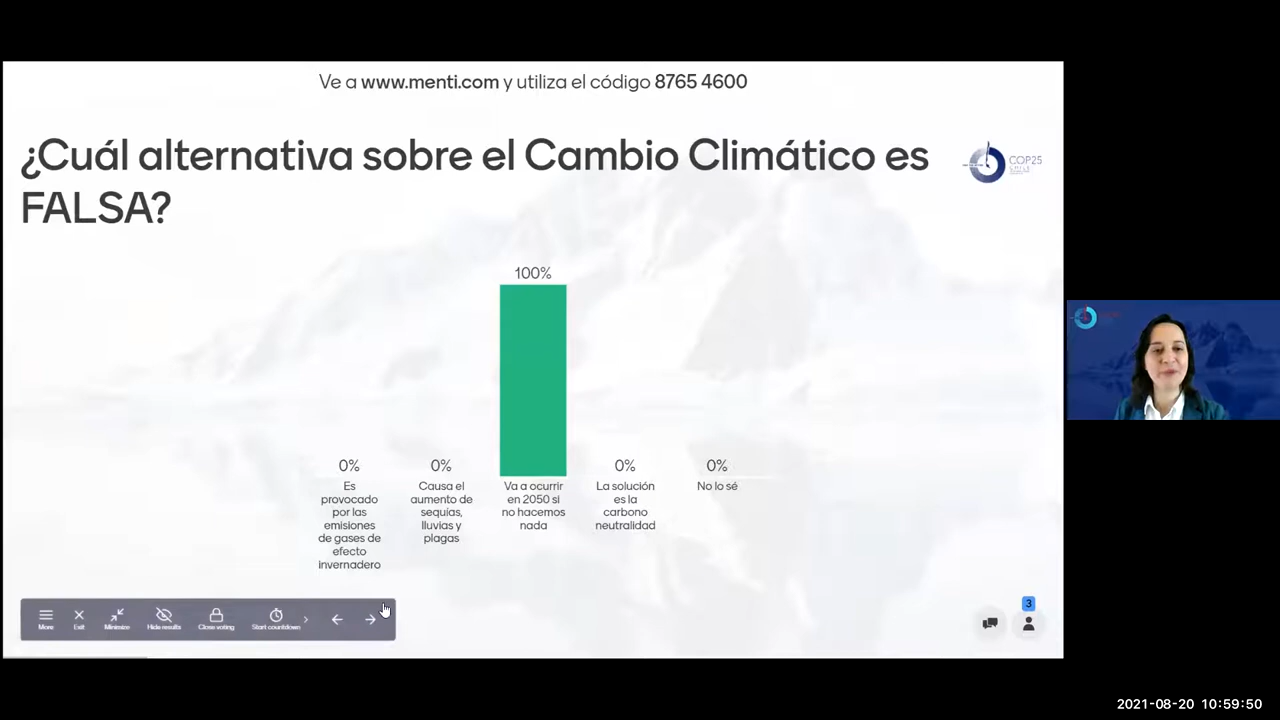 Ve a www.menti.com y utiliza el código 8765 4600
¿Cuál alternativa sobre el Cambio Climático es
FALSA?
COP25
CHILE
100%
0%
0%
0%
0%
Es
provocado
por las
emisiones
de gases de
efecto
invernadero
Causa el
aumento de
sequías,
lluvias y
plagas
Va a ocurrir
en 2050 si
no hacemos
nada
La solución
es la
carbono
neutralidad
No lo sé
More
Exit
Minimize
Hide results
Close voting
Start countdown
3
2021-08-20 10:59:50